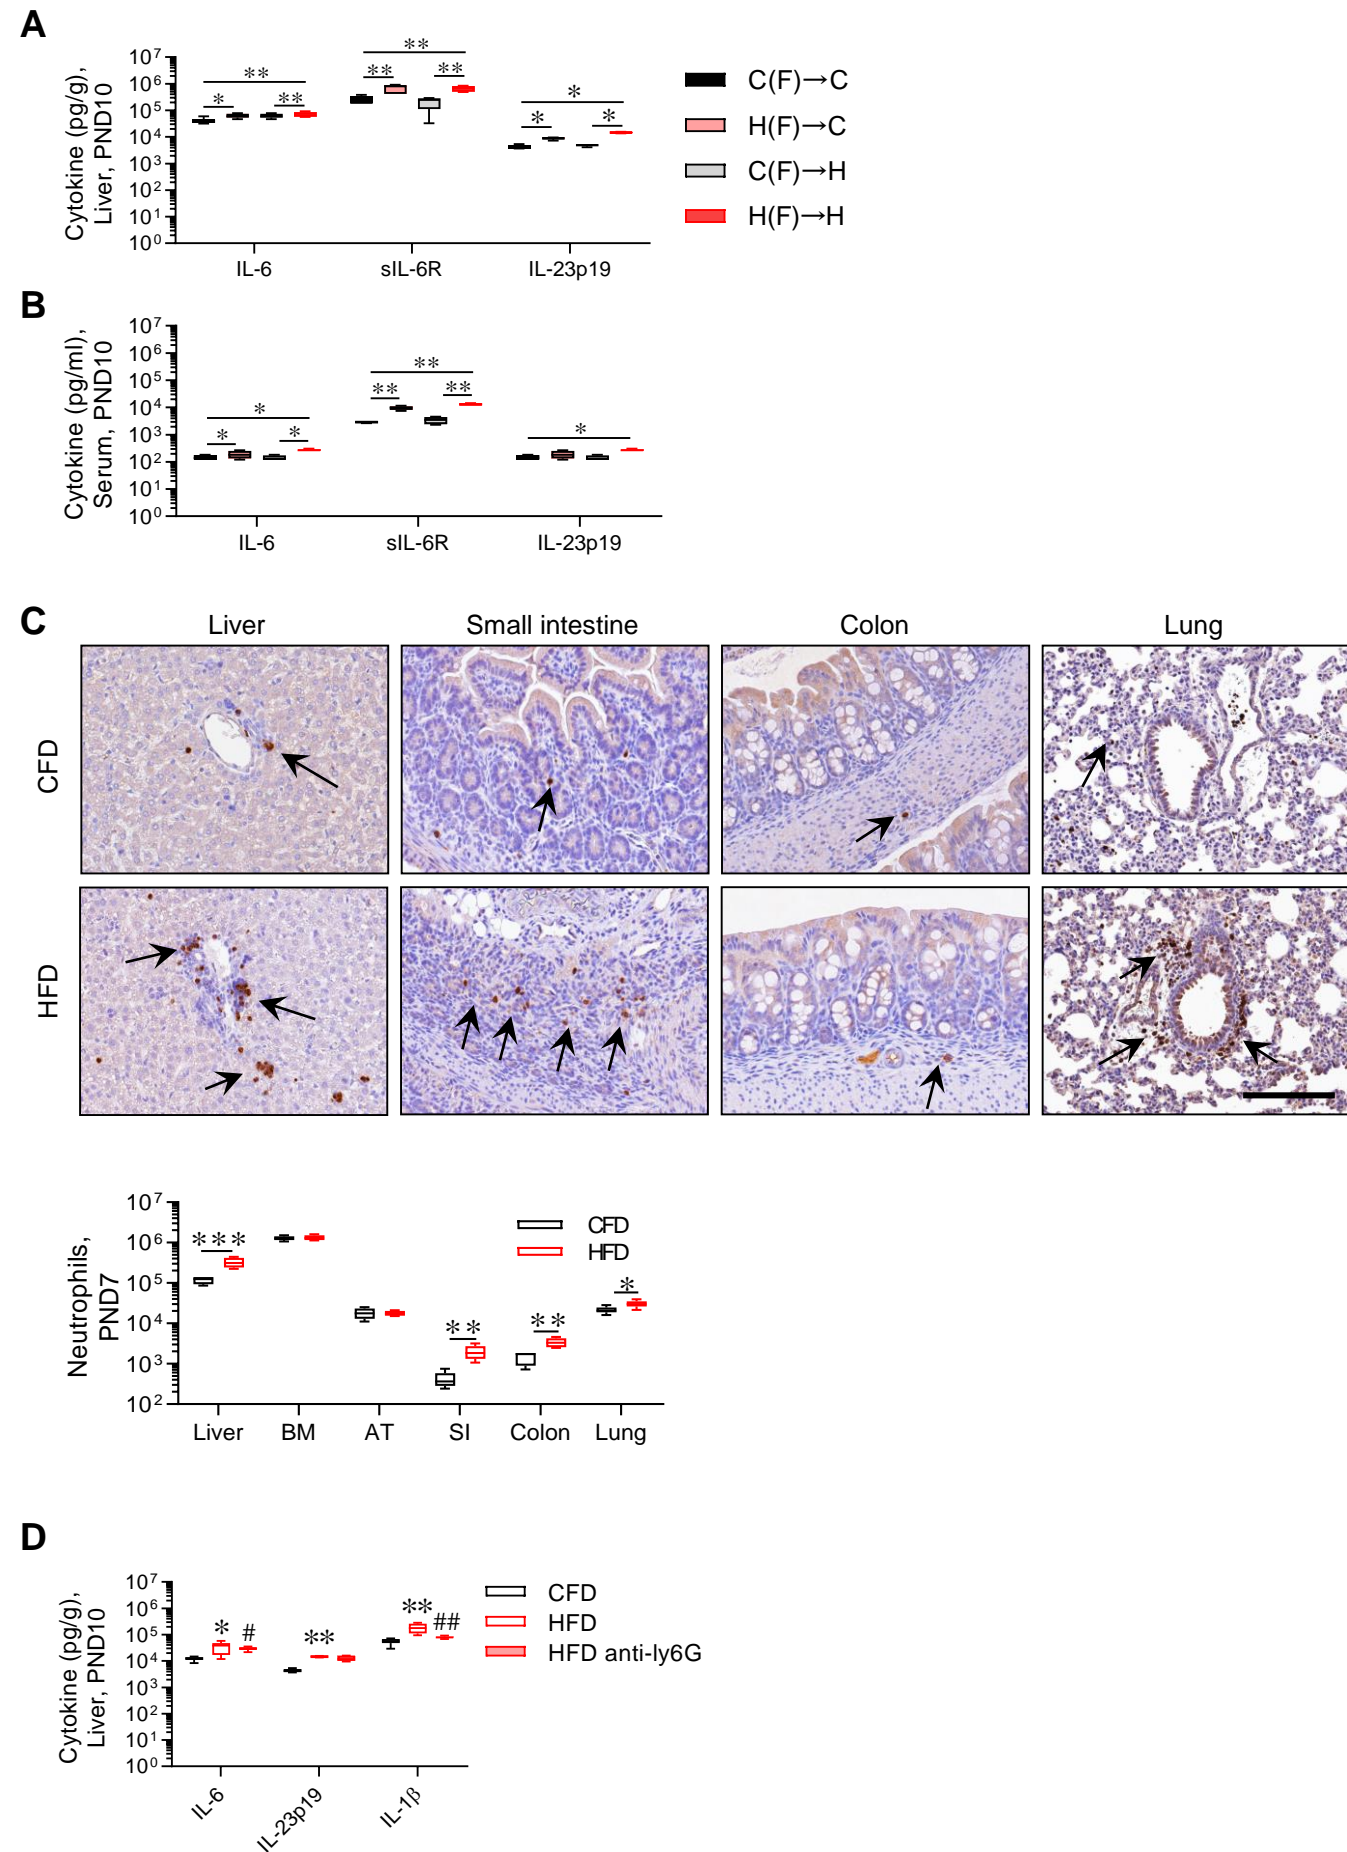 A
Cytokine (pg/g),
Liver, PND10
10⁷
10⁶
10⁵
10⁴
10³
10²
10¹
10⁰
** * **
** ** **
* * *
IL-6 sIL-6R IL-23p19
C(F)→C
H(F)→C
C(F)→H
H(F)→H
B
Cytokine (pg/ml),
Serum, PND10
10⁷
10⁶
10⁵
10⁴
10³
10²
10¹
10⁰
* * *
** ** **
*
IL-6 sIL-6R IL-23p19
C
Liver Small intestine Colon Lung
CFD
HFD
Neutrophils,
PND7
10⁷
10⁶
10⁵
10⁴
10³
10²
*** ** ** *
CFD
HFD
Liver BM AT SI Colon Lung
D
Cytokine (pg/g),
Liver, PND10
10⁷
10⁶
10⁵
10⁴
10³
10²
10¹
10⁰
* # ** ** ##
CFD
HFD
HFD anti-ly6G
IL-6 IL-23p19 IL-1β